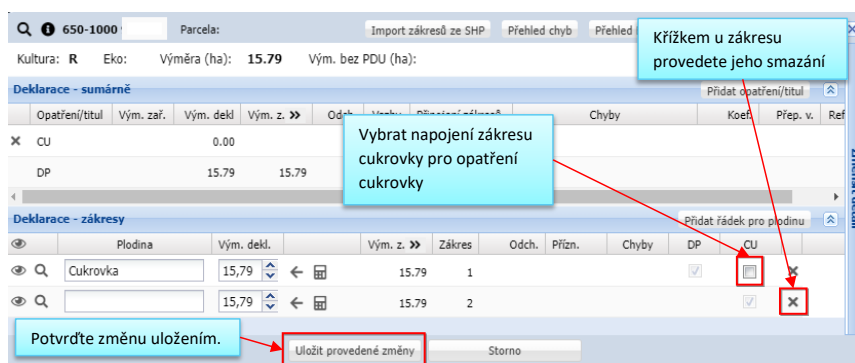 650-1000 Parcela: Import zákresů ze SHP Přehled chyb Přehled
Kultura: R Eko: Výměra (ha): 15.79 Vým. bez PDU (ha):
Křížkem u zákresu
provedete jeho smazání
Deklarace - sumárně Přidat opatření/titul
Opatření/titul Vým. zař. Vým. dekl Vým. z. >> Odch. Chyby Koef. Přep. v. Ref
CU 0.00
DP 15.79 15.79
Vybrat napojení zákresu
cukrovky pro opatření
cukrovky
Deklarace - zákresy Přidat řádek pro plodinu
Plodina Vým. dekl. Vým. z. >> Zákres Odch. Přízn. Chyby DP CU
Cukrovka 15,79 15.79 1
15,79 15.79 2
Potvrďte změnu uložením.
Uložit provedené změny Storno